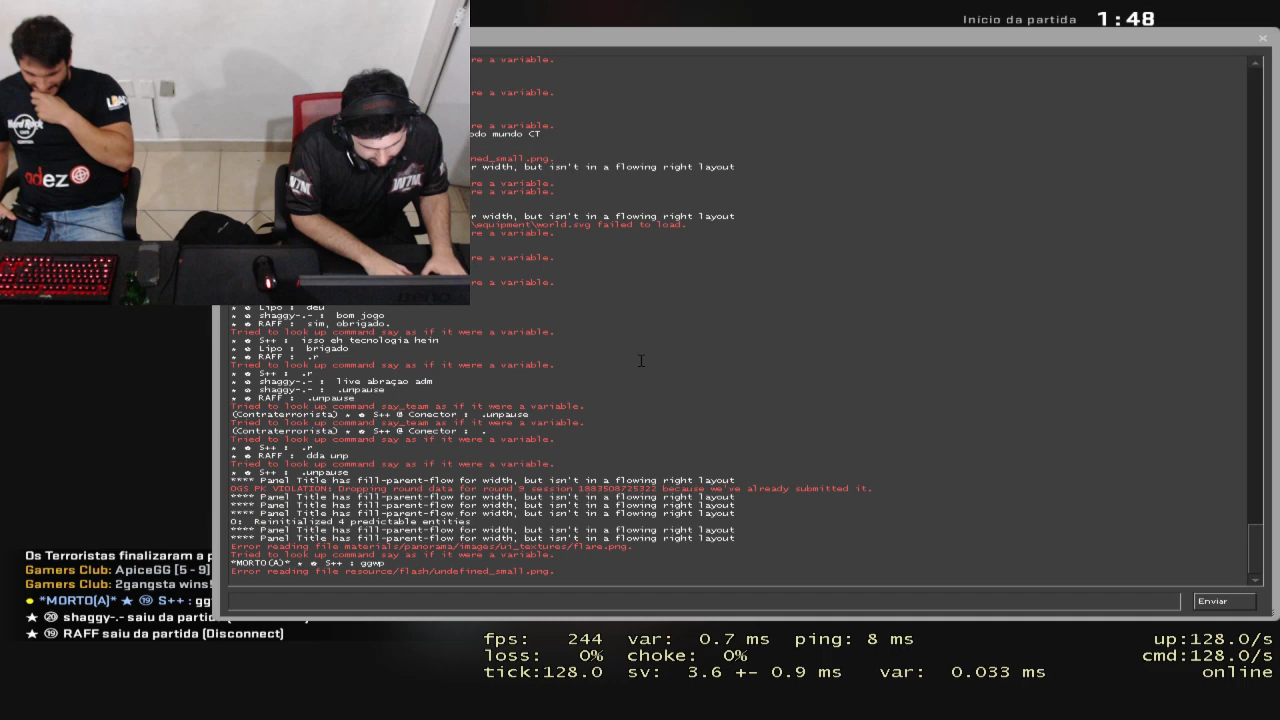 Início da partida 1:48
re a variable.
re a variable.
re a variable.
odo mundo CT
ned_small.png.
r width, but isn't in a flowing right layout
re a variable.
re a variable.
r width, but isn't in a flowing right layout
\equipment\world.svg failed to load.
re a variable.
re a variable.
re a variable.
Lipo : deu
shaggy-.- : bom jogo
RAFF : sim, obrigado.
Tried to look up command say as if it were a variable.
S++ : isso eh tecnologia hein
Lipo : brigado
RAFF : .r
Tried to look up command say as if it were a variable.
S++ : .r
shaggy-.- : live abraçao adm
shaggy-.- : .unpause
RAFF : .unpause
Tried to look up command say_team as if it were a variable.
(Contraterrorista) ★ S++ @ Conector : .unpause
Tried to look up command say_team as if it were a variable.
(Contraterrorista) ★ S++ @ Conector : .
Tried to look up command say as if it were a variable.
S++ : .r
RAFF : dda unp
Tried to look up command say as if it were a variable.
S++ : .unpause
**** Panel Title has fill-parent-flow for width, but isn't in a flowing right layout
OGS PK VIOLATION: Dropping round data for round 9 session 1883508725322 because we've already submitted it.
**** Panel Title has fill-parent-flow for width, but isn't in a flowing right layout
**** Panel Title has fill-parent-flow for width, but isn't in a flowing right layout
**** Panel Title has fill-parent-flow for width, but isn't in a flowing right layout
0: Reinitialized 4 predictable entities
**** Panel Title has fill-parent-flow for width, but isn't in a flowing right layout
**** Panel Title has fill-parent-flow for width, but isn't in a flowing right layout
Error reading file materials/panorama/images/ui_textures/flare.png.
Tried to look up command say as if it were a variable.
*MORTO(A)* ★ S++ : ggwp
Error reading file resource/flash/undefined_small.png.
Enviar
Os Terroristas finalizaram a p
Gamers Club: ApiceGG [5 - 9]
Gamers Club: 2gangsta wins!
*MORTO(A)* ★ ⑲ S++ : gg
★ ⑳ shaggy-.- saiu da partid
★ ⑲ RAFF saiu da partida (Disconnect)
fps: 244 var: 0.7 ms ping: 8 ms up:128.0/s
loss: 0% choke: 0% cmd:128.0/s
tick:128.0 sv: 3.6 +- 0.9 ms var: 0.033 ms online
Hard Rock
W7M
W7M